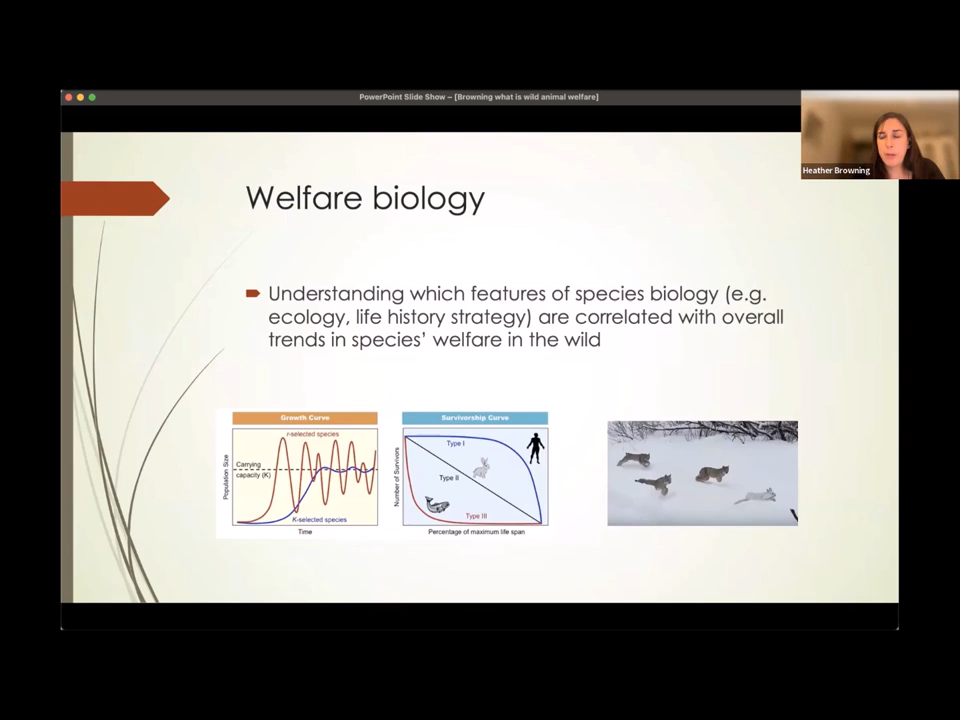 PowerPoint Slide Show – [Browning what is wild animal welfare]
Heather Browning
Welfare biology
Understanding which features of species biology (e.g.
ecology, life history strategy) are correlated with overall
trends in species' welfare in the wild
Growth Curve
r-selected species
Carrying
capacity (K)
K-selected species
Population Size
Time
Survivorship Curve
Type I
Type II
Type III
Number of Survivors
Percentage of maximum life span